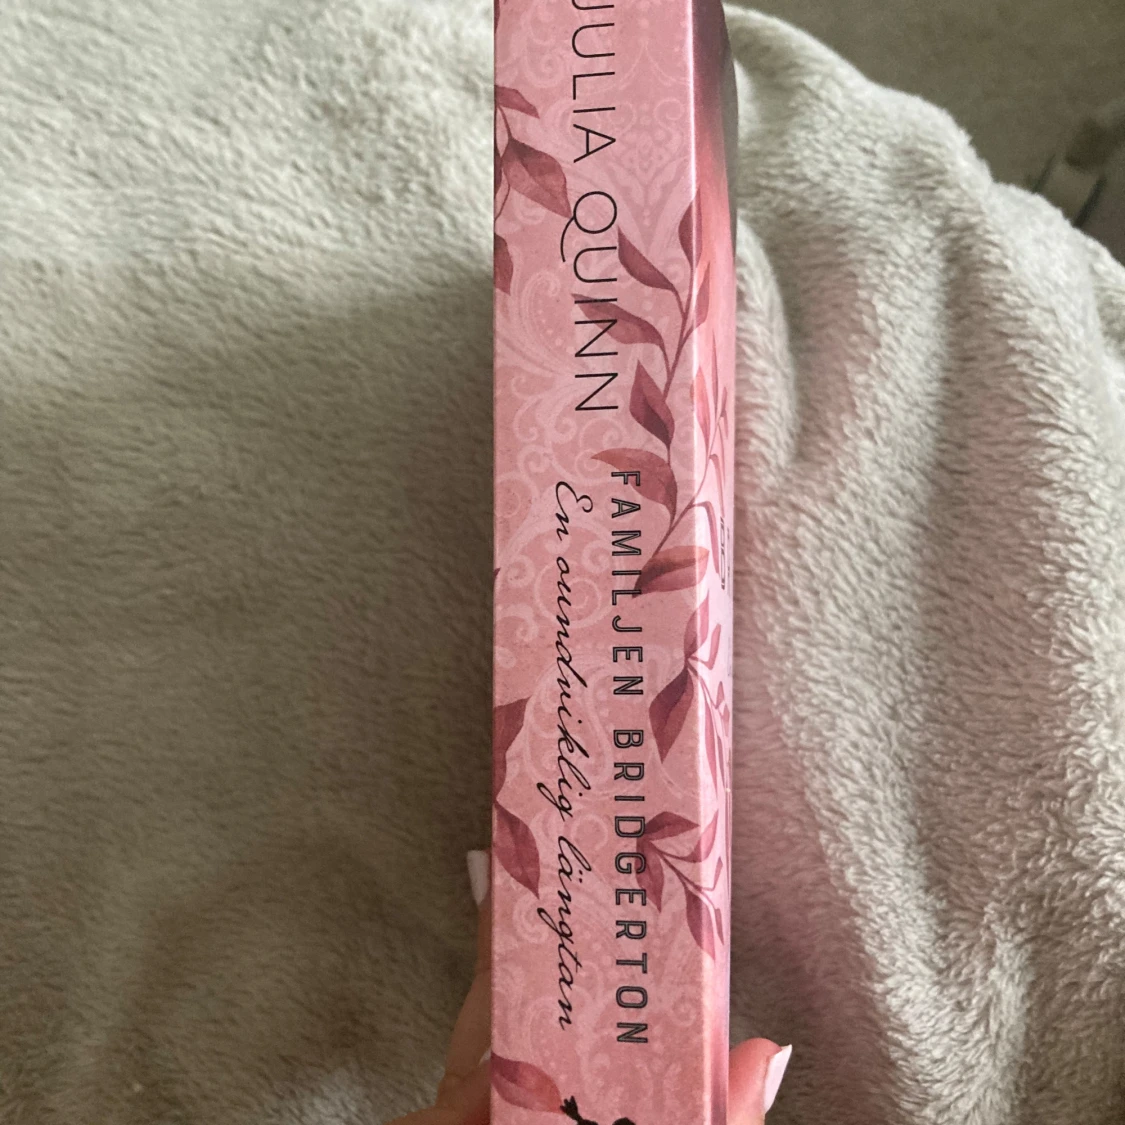 JULIA QUINN
FAMILJEN BRIDGERTON
En oundviklig längtan